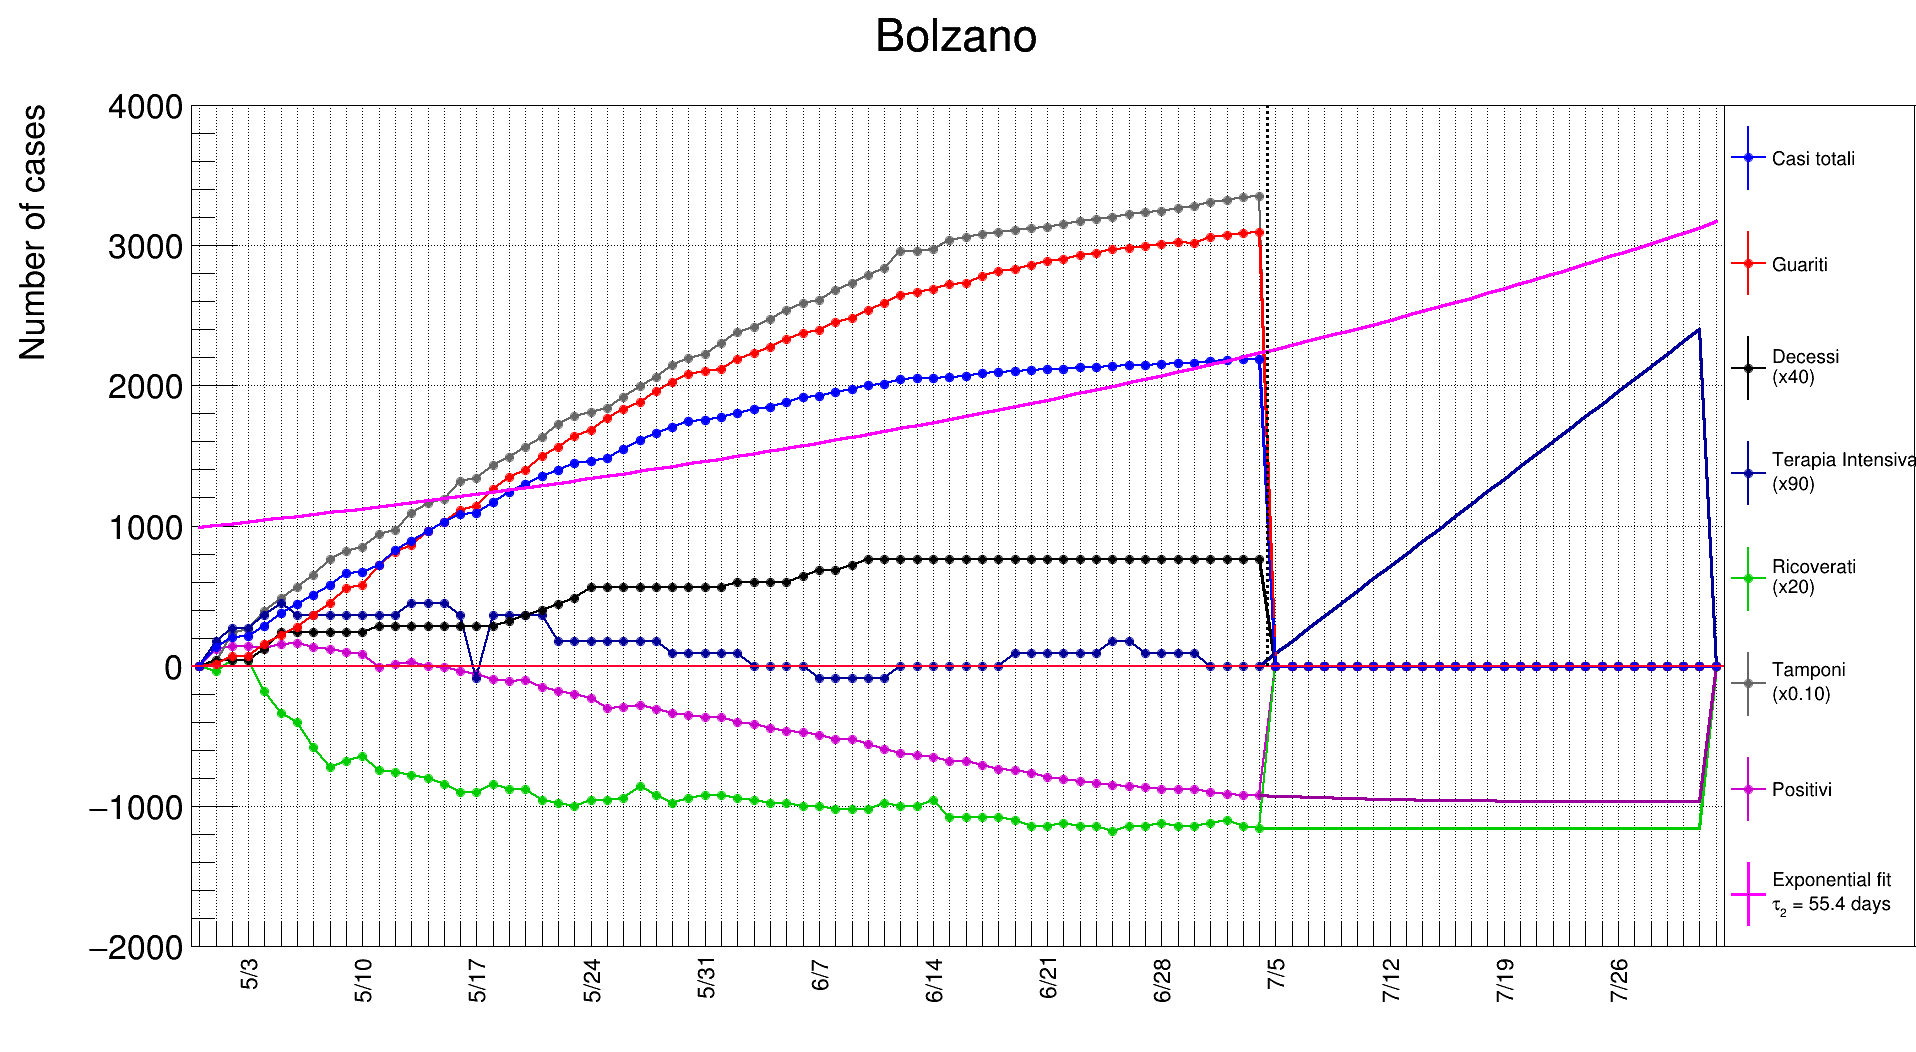 Bolzano
Number of cases
4000
3000
2000
1000
0
−1000
−2000
5/3
5/10
5/17
5/24
5/31
6/7
6/14
6/21
6/28
7/5
7/12
7/19
7/26
Casi totali
Guariti
Decessi
(x40)
Terapia Intensiva
(x90)
Ricoverati
(x20)
Tamponi
(x0.10)
Positivi
Exponential fit
τ2 = 55.4 days